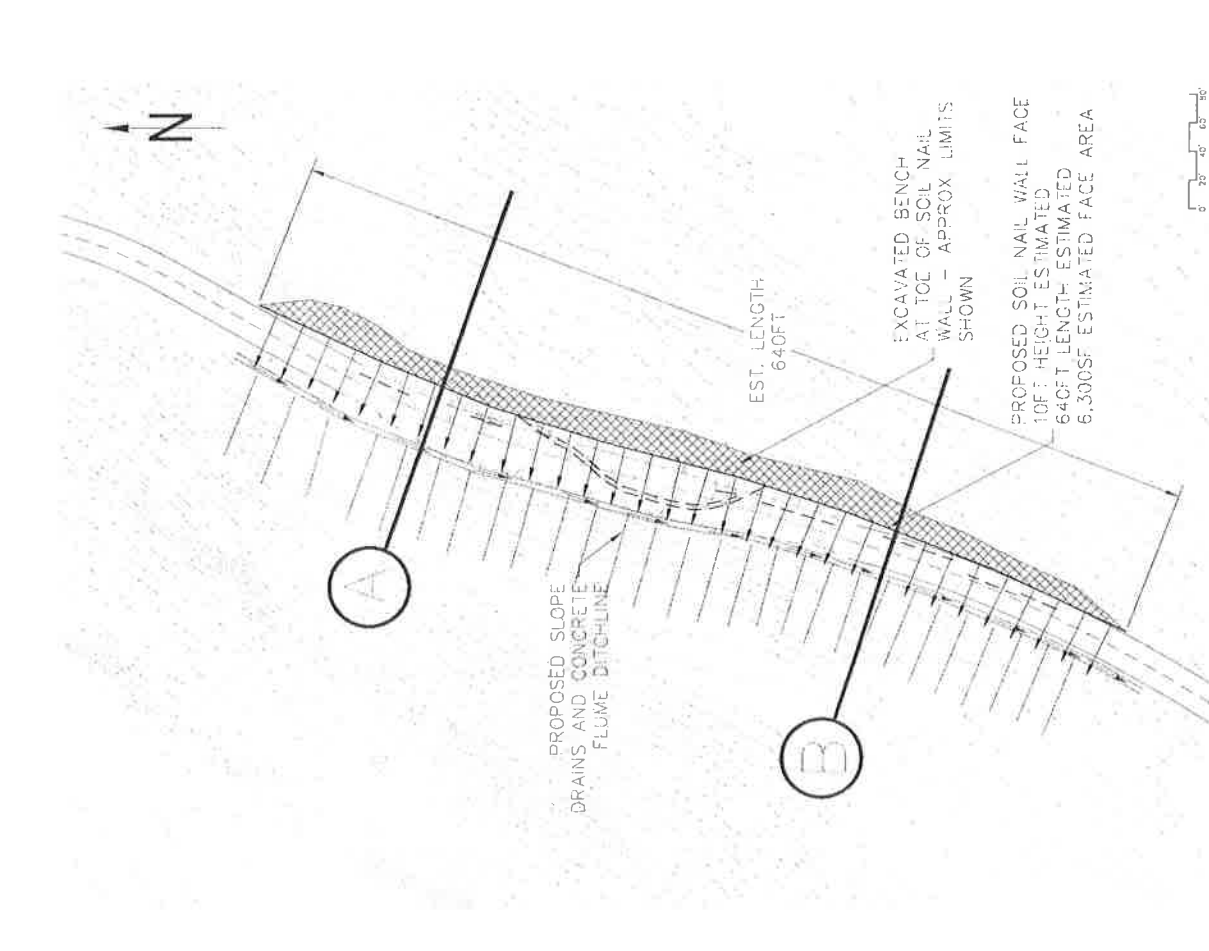 N
A
B
PROPOSED SLOPE
DRAINS AND CONCRETE
FLUME DITCHLINE
EST. LENGTH
640FT
EXCAVATED BENCH
AT TOE OF SOIL NAIL
WALL - APPROX LIMITS
SHOWN
PROPOSED SOIL NAIL WALL FACE
10FT HEIGHT ESTIMATED
640FT LENGTH ESTIMATED
6,300SF ESTIMATED FACE AREA
0' 20' 40' 60' 80'